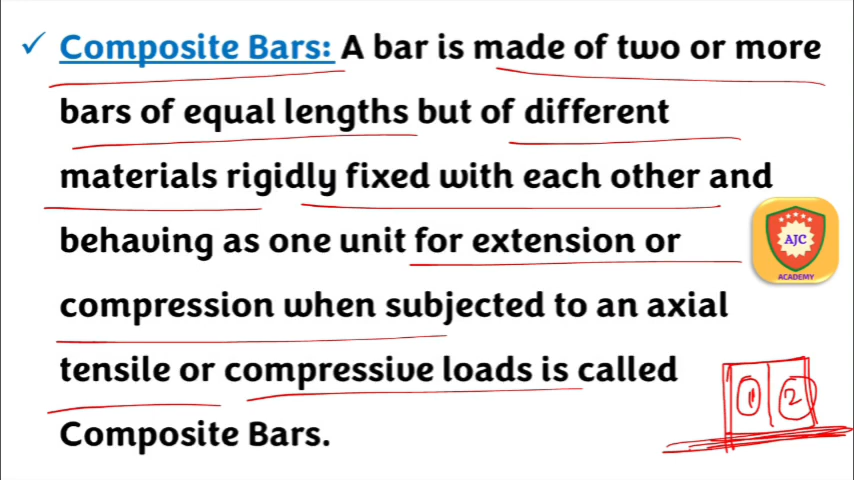 ✓ Composite Bars: A bar is made of two or more
bars of equal lengths but of different
materials rigidly fixed with each other and
behaving as one unit for extension or
compression when subjected to an axial
tensile or compressive loads is called
Composite Bars.
AJC
ACADEMY
1 2